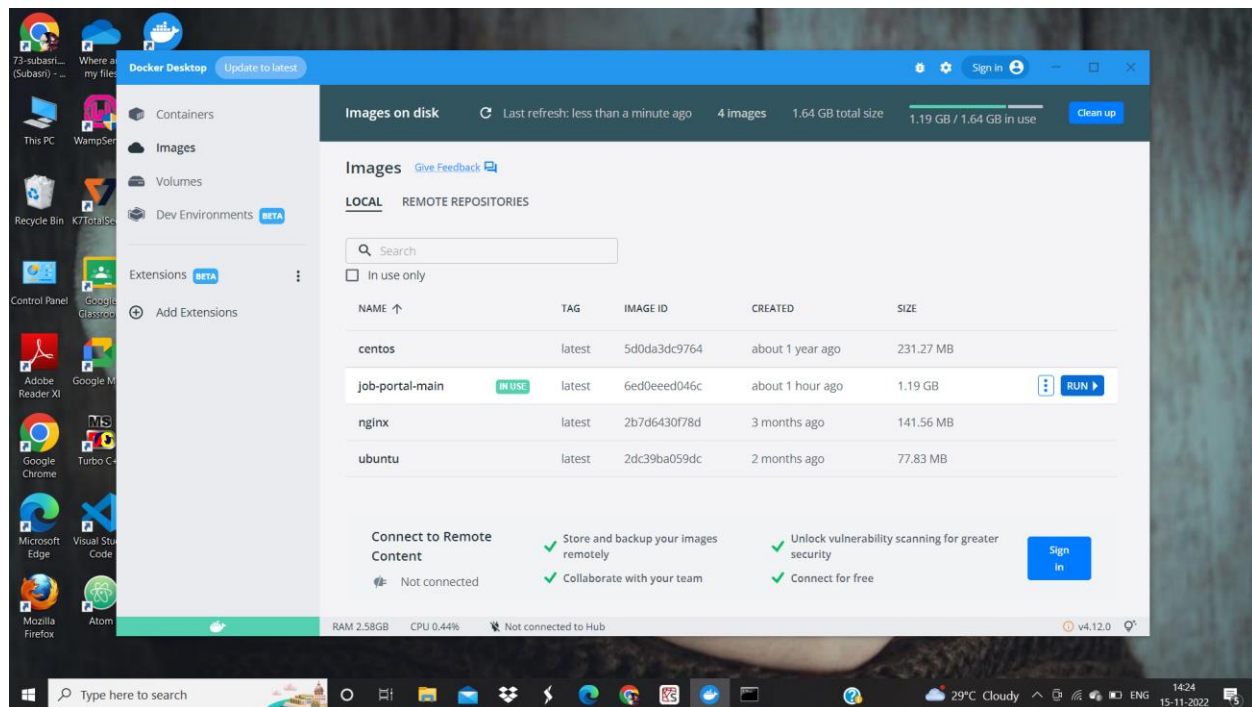 73-subasri...
(Subasri) - ...
Where a
my files
This PC
WampSer
Recycle Bin
K7TotalSe
Control Panel
Google
Classroo
Adobe
Reader XI
Google M
Google
Chrome
Turbo C+
Microsoft
Edge
Visual Stu
Code
Mozilla
Firefox
Atom
Docker Desktop Update to latest Sign in
Containers
Images
Volumes
Dev Environments BETA
Extensions BETA
Add Extensions
Images on disk Last refresh: less than a minute ago 4 images 1.64 GB total size 1.19 GB / 1.64 GB in use Clean up
Images Give Feedback
LOCAL REMOTE REPOSITORIES
Search
In use only
NAME TAG IMAGE ID CREATED SIZE
centos latest 5d0da3dc9764 about 1 year ago 231.27 MB
job-portal-main IN USE latest 6ed0eeed046c about 1 hour ago 1.19 GB RUN
nginx latest 2b7d6430f78d 3 months ago 141.56 MB
ubuntu latest 2dc39ba059dc 2 months ago 77.83 MB
Connect to Remote
Content
Not connected
Store and backup your images
remotely
Collaborate with your team
Unlock vulnerability scanning for greater
security
Connect for free
Sign
in
RAM 2.58GB CPU 0.44% Not connected to Hub v4.12.0
Type here to search
29°C Cloudy ENG
14:24
15-11-2022
5